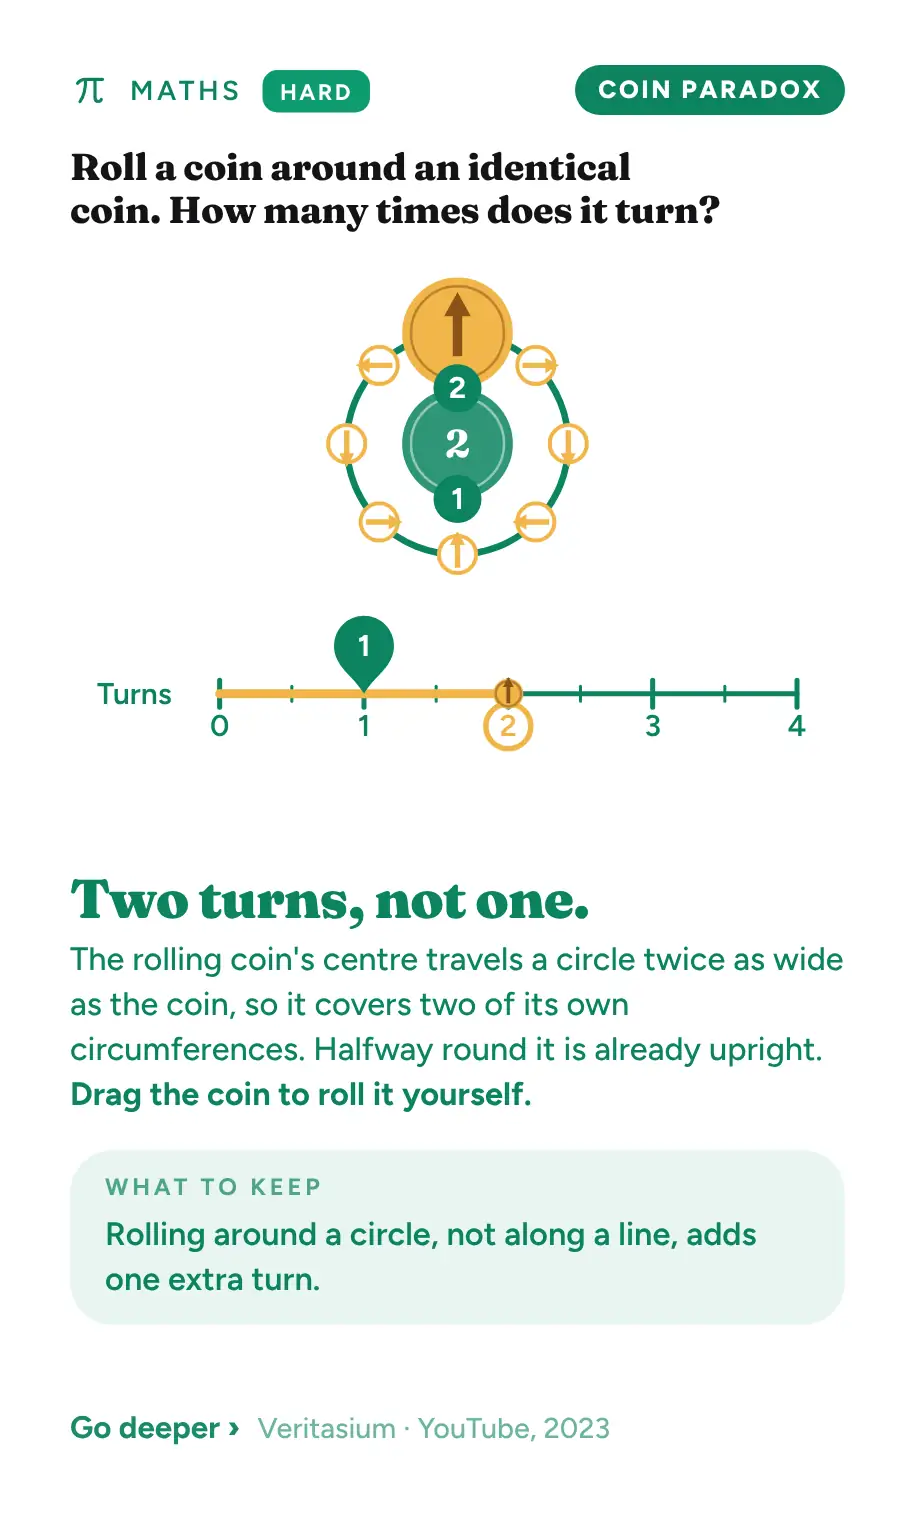 π MATHS HARD COIN PARADOX
Roll a coin around an identical
coin. How many times does it turn?
2
2
1
1
Turns
0 1 2 3 4
Two turns, not one.
The rolling coin's centre travels a circle twice as wide
as the coin, so it covers two of its own
circumferences. Halfway round it is already upright.
Drag the coin to roll it yourself.
WHAT TO KEEP
Rolling around a circle, not along a line, adds
one extra turn.
Go deeper › Veritasium · YouTube, 2023